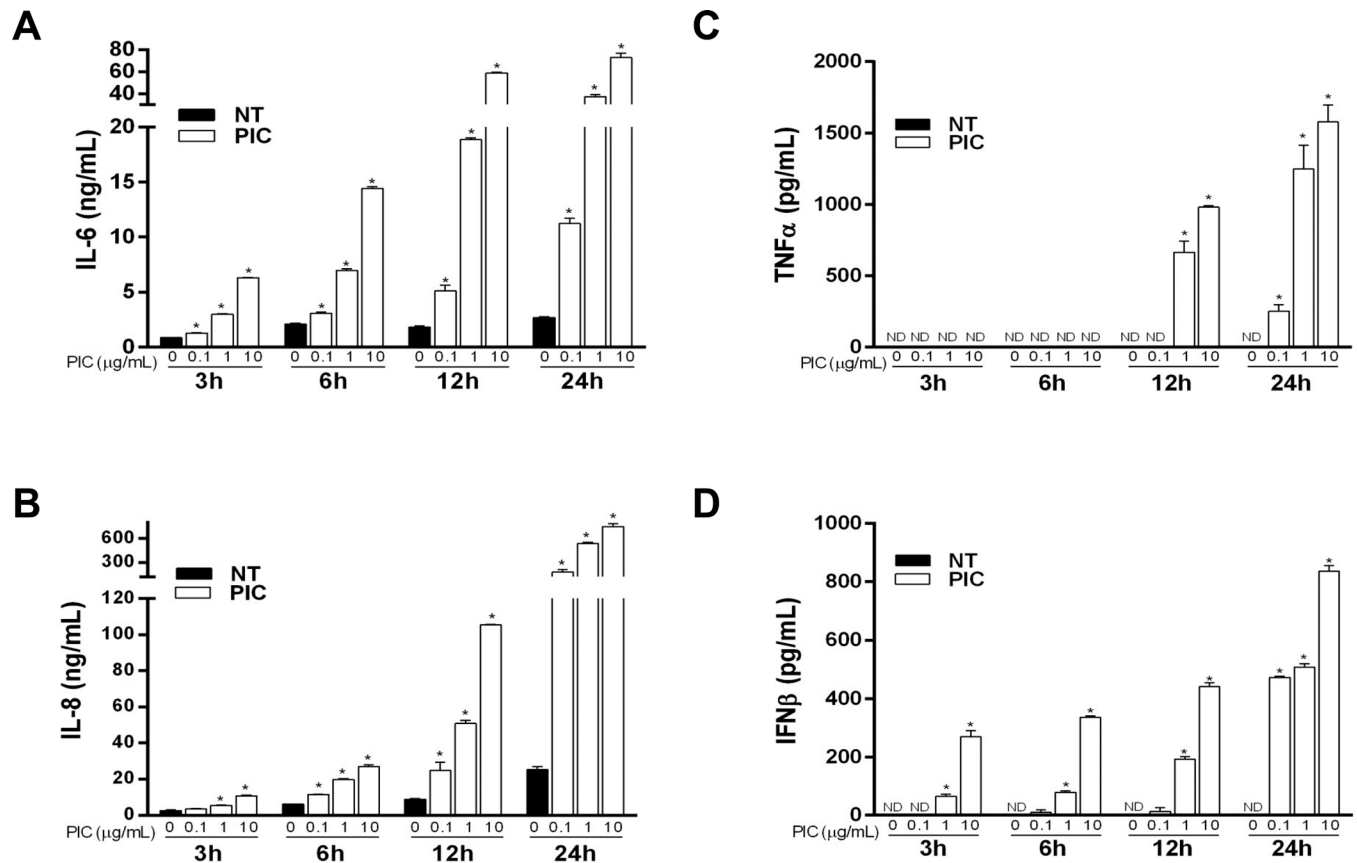 A
80
60
40
20
15
10
5
0
IL-6 (ng/mL)
NT
PIC
* * * * * * * * * * * *
PIC (μg/mL) 0 0.1 1 10 0 0.1 1 10 0 0.1 1 10 0 0.1 1 10
3h 6h 12h 24h
C
2000
1500
1000
500
0
TNFα (pg/mL)
NT
PIC
* * * * *
ND ND ND ND ND ND ND ND ND ND ND
PIC (μg/mL) 0 0.1 1 10 0 0.1 1 10 0 0.1 1 10 0 0.1 1 10
3h 6h 12h 24h
B
600
300
120
100
80
60
40
20
0
IL-8 (ng/mL)
NT
PIC
* * * * * * * * * * *
PIC (μg/mL) 0 0.1 1 10 0 0.1 1 10 0 0.1 1 10 0 0.1 1 10
3h 6h 12h 24h
D
1000
800
600
400
200
0
IFNβ (pg/mL)
NT
PIC
* * * * * * * * *
ND ND ND ND ND
PIC (μg/mL) 0 0.1 1 10 0 0.1 1 10 0 0.1 1 10 0 0.1 1 10
3h 6h 12h 24h